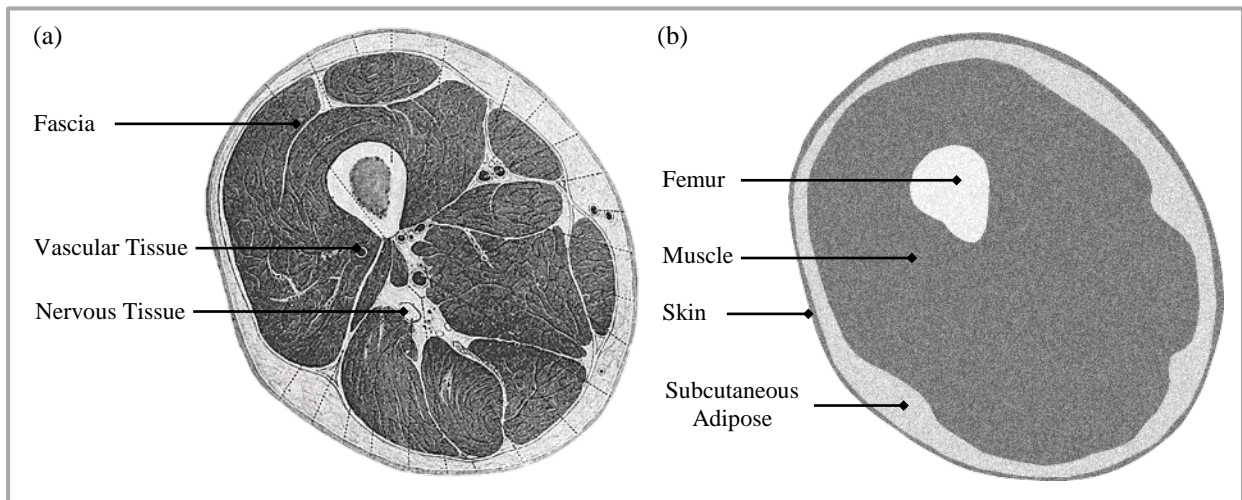 (a)
Fascia
Vascular Tissue
Nervous Tissue
(b)
Femur
Muscle
Skin
Subcutaneous
Adipose